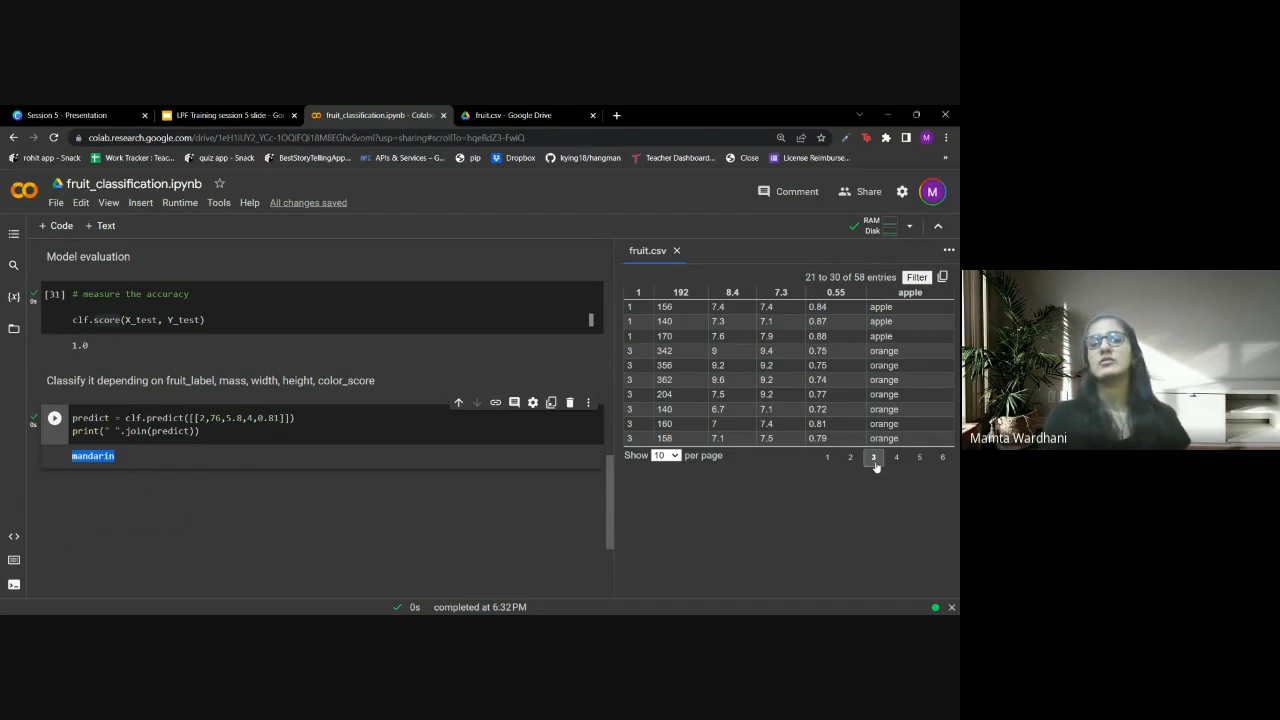 Session 5 - Presentation
LPF Training session 5 slide - Go
fruit_classification.ipynb - Colabo
fruit.csv - Google Drive
colab.research.google.com/drive/1eH1iUY2_YCc-1OQIFQI18M8EGhySvomI?usp=sharing#scrollTo=hqeRdZ3-FwiQ
M
rohit app - Snack
Work Tracker : Teac...
quiz app - Snack
BestStoryTellingApp...
APIs & Services – G...
pip
Dropbox
kying18/hangman
Teacher Dashboard...
Close
License Reimburse...
»
fruit_classification.ipynb
Comment
Share
M
File Edit View Insert Runtime Tools Help All changes saved
+ Code + Text
RAM
Disk
Model evaluation
[31] # measure the accuracy
0s
clf.score(X_test, Y_test)
1.0
Classify it depending on fruit_label, mass, width, height, color_score
predict = clf.predict([[2,76,5.8,4,0.81]])
0s
print(" ".join(predict))
mandarin
fruit.csv
21 to 30 of 58 entries Filter
1 192 8.4 7.3 0.55 apple
1 156 7.4 7.4 0.84 apple
1 140 7.3 7.1 0.87 apple
1 170 7.6 7.9 0.88 apple
3 342 9 9.4 0.75 orange
3 356 9.2 9.2 0.75 orange
3 362 9.6 9.2 0.74 orange
3 204 7.5 9.2 0.77 orange
3 140 6.7 7.1 0.72 orange
3 160 7 7.4 0.81 orange
3 158 7.1 7.5 0.79 orange
Show 10 per page
1 2 3 4 5 6
0s completed at 6:32 PM
Mamta Wardhani